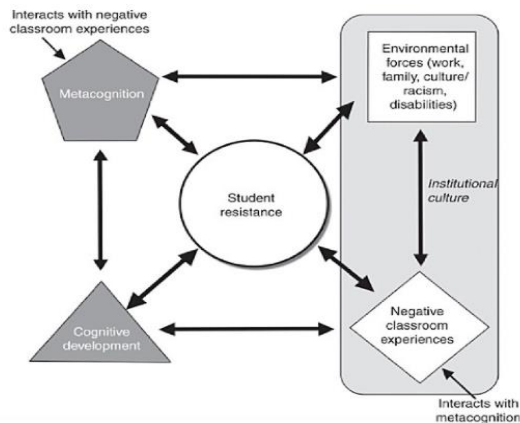 Interacts with negative
classroom experiences
Metacognition
Environmental
forces (work,
family, culture/
racism,
disabilities)
Student
resistance
Institutional
culture
Cognitive
development
Negative
classroom
experiences
Interacts with
metacognition